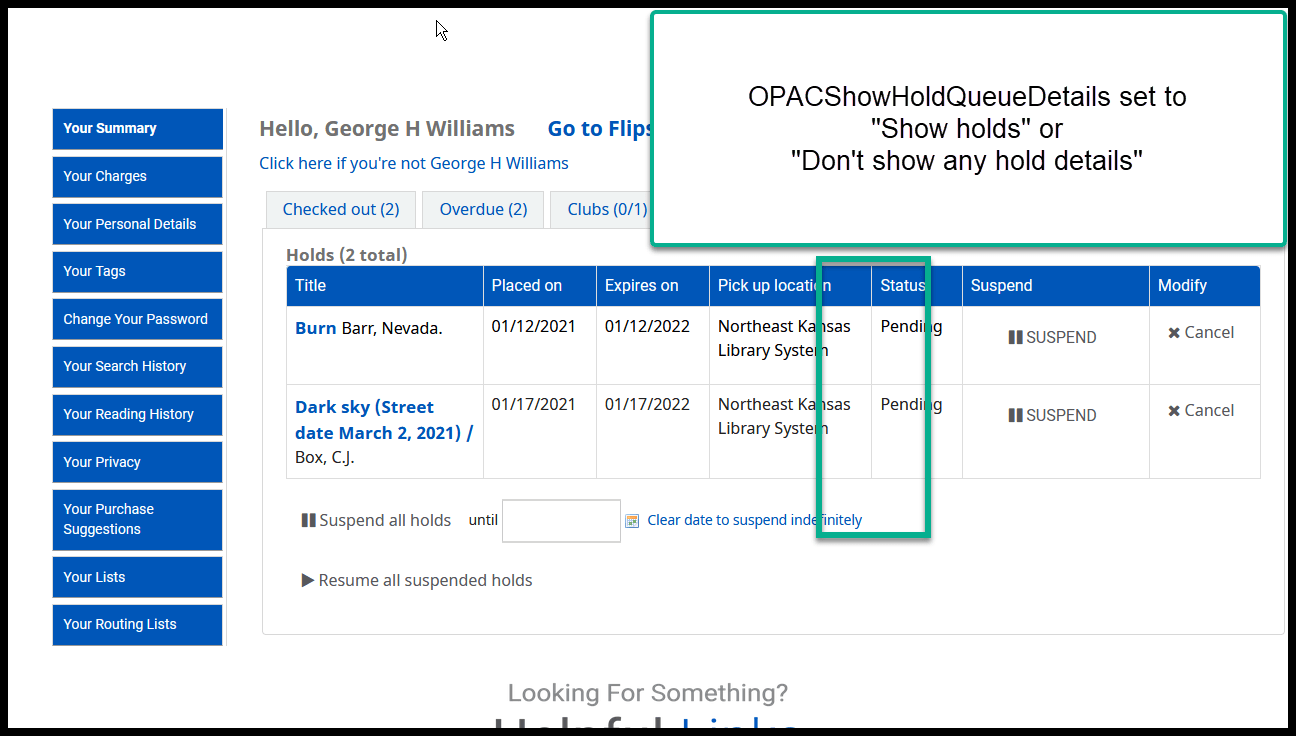 OPACShowHoldQueueDetails set to
"Show holds" or
"Don't show any hold details"
Your Summary
Your Charges
Your Personal Details
Your Tags
Change Your Password
Your Search History
Your Reading History
Your Privacy
Your Purchase
Suggestions
Your Lists
Your Routing Lists
Hello, George H Williams Go to Flips
Click here if you're not George H Williams
Checked out (2) Overdue (2) Clubs (0/1)
Holds (2 total)
Title Placed on Expires on Pick up location Status Suspend Modify
Burn Barr, Nevada. 01/12/2021 01/12/2022 Northeast Kansas Pending SUSPEND Cancel
Library System
Dark sky (Street 01/17/2021 01/17/2022 Northeast Kansas Pending SUSPEND Cancel
date March 2, 2021) / Library System
Box, C.J.
Suspend all holds until Clear date to suspend indefinitely
Resume all suspended holds
Looking For Something?
Helpful Links